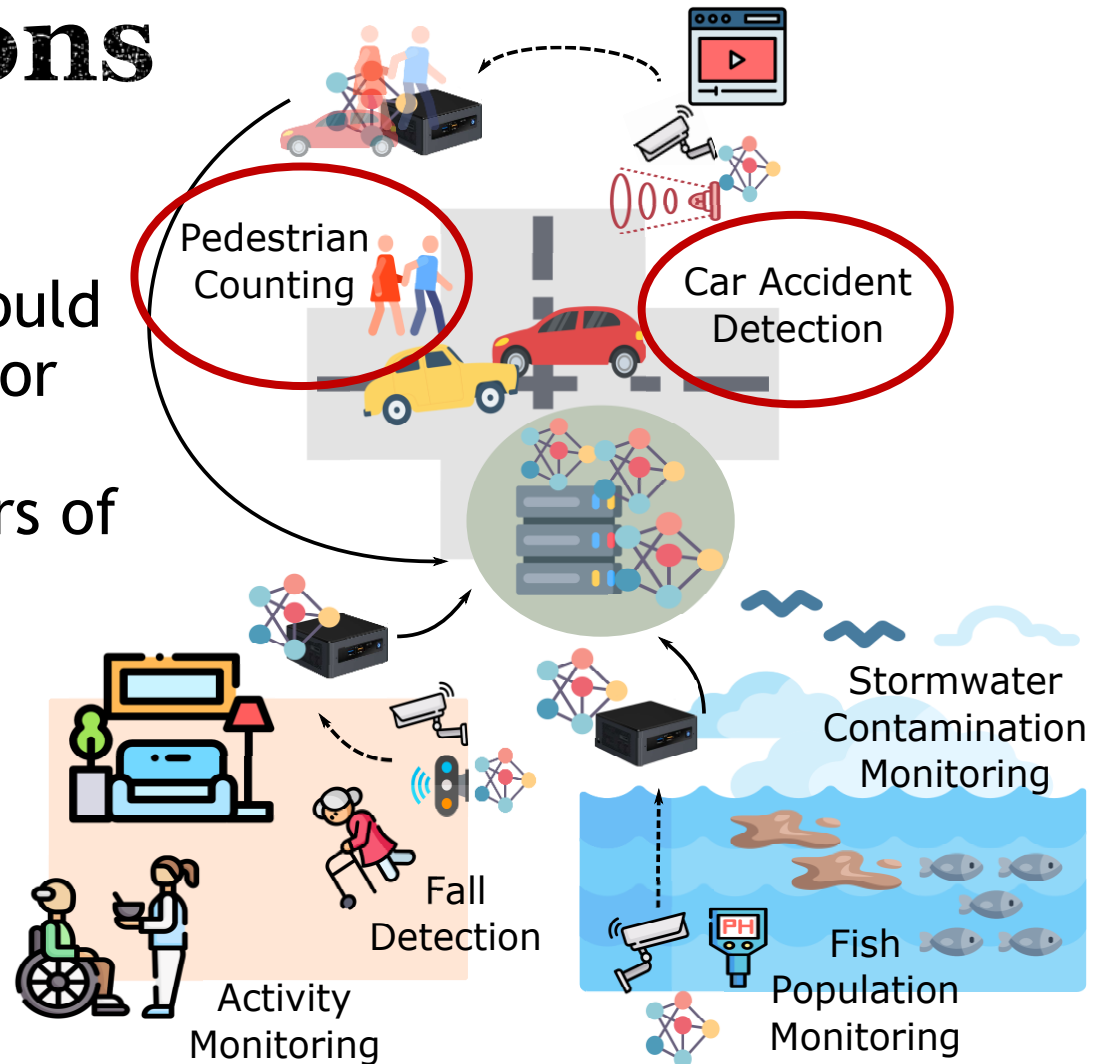 ons
ould
or
rs of
Pedestrian
Counting
Car Accident
Detection
Stormwater
Contamination
Monitoring
Fall
Detection
PH
Fish
Population
Monitoring
Activity
Monitoring